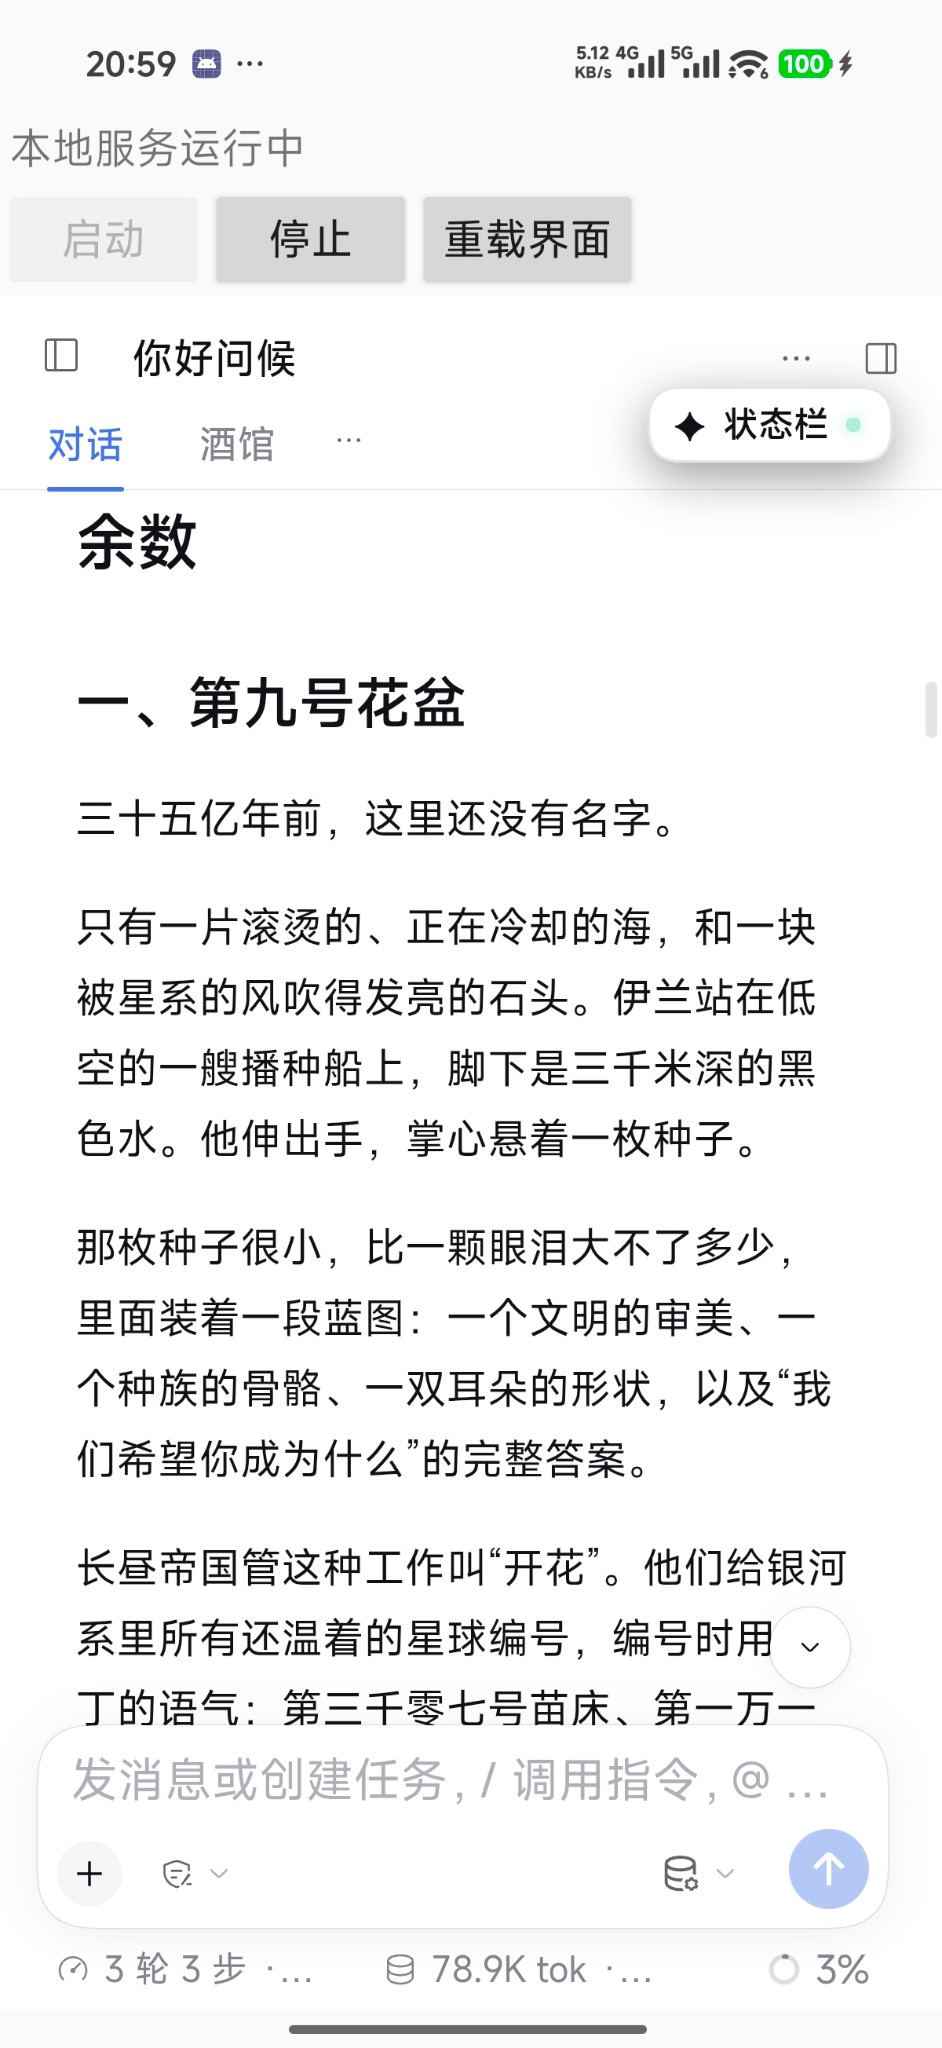 20:59 ... 5.12 KB/s 4G 5G 6 100
本地服务运行中
启动 停止 重载界面
你好问候 ...
对话 酒馆 ... 状态栏
余数
一、第九号花盆
三十五亿年前，这里还没有名字。
只有一片滚烫的、正在冷却的海，和一块
被星系的风吹得发亮的石头。伊兰站在低
空的一艘播种船上，脚下是三千米深的黑
色水。他伸出手，掌心悬着一枚种子。
那枚种子很小，比一颗眼泪大不了多少，
里面装着一段蓝图：一个文明的审美、一
个种族的骨骼、一双耳朵的形状，以及“我
们希望你成为什么”的完整答案。
长昼帝国管这种工作叫“开花”。他们给银河
系里所有还温着的星球编号，编号时用
丁的语气：第三千零七号苗床、第一万一
发消息或创建任务, / 调用指令, @ ...
3 轮 3 步 ·... 78.9K tok ·... 3%